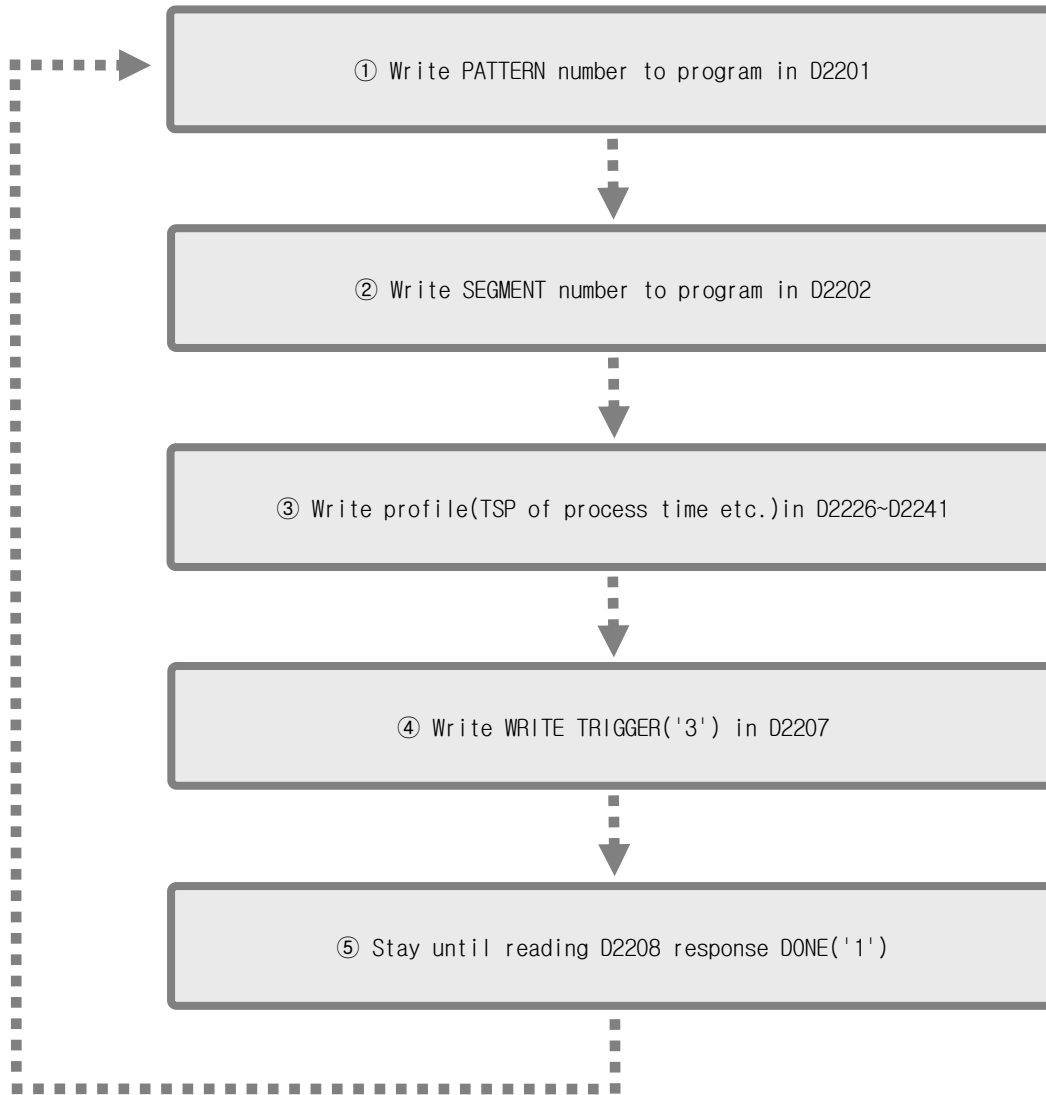 ① Write PATTERN number to program in D2201
② Write SEGMENT number to program in D2202
③ Write profile(TSP of process time etc.)in D2226~D2241
④ Write WRITE TRIGGER('3') in D2207
⑤ Stay until reading D2208 response DONE('1')